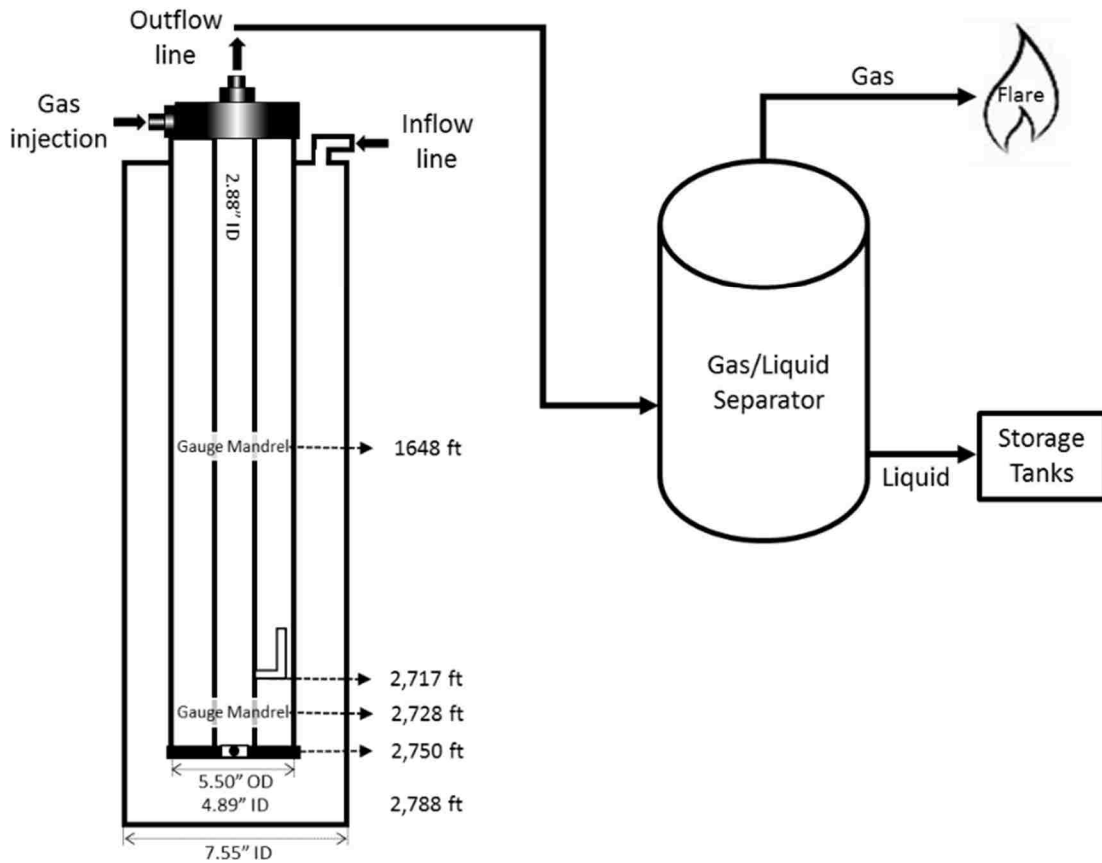 Outflow
line
Gas
injection
Inflow
line
2.88” ID
Gas
Flare
Gas/Liquid
Separator
Gauge Mandrel
1648 ft
Storage
Tanks
Liquid
2,717 ft
Gauge Mandrel
2,728 ft
2,750 ft
5.50” OD
4.89” ID
2,788 ft
7.55” ID